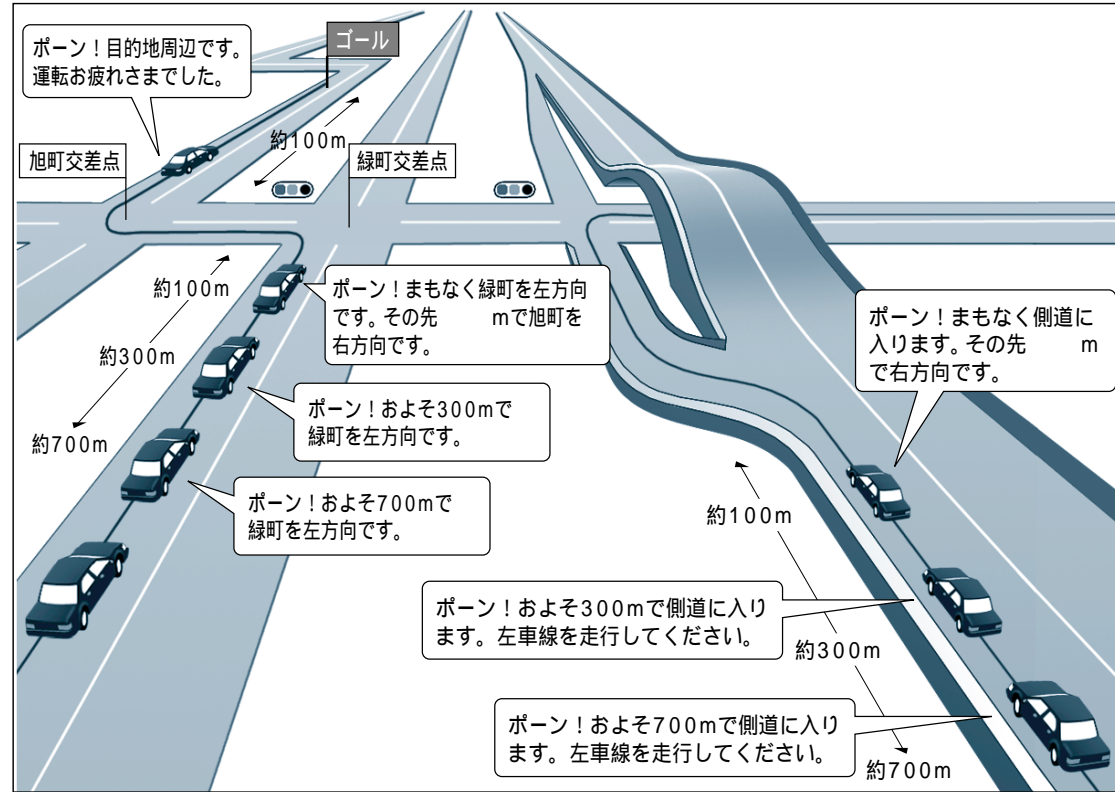 ポーン！目的地周辺です。
運転お疲れさまでした。
ゴール
約100m
旭町交差点
緑町交差点
約100m
ポーン！まもなく緑町を左方向
です。その先　　　mで旭町を
右方向です。
約300m
ポーン！およそ300mで
緑町を左方向です。
約700m
ポーン！およそ700mで
緑町を左方向です。
ポーン！まもなく側道に
入ります。その先　　　m
で右方向です。
約100m
ポーン！およそ300mで側道に入り
ます。左車線を走行してください。
約300m
ポーン！およそ700mで側道に入り
ます。左車線を走行してください。
約700m